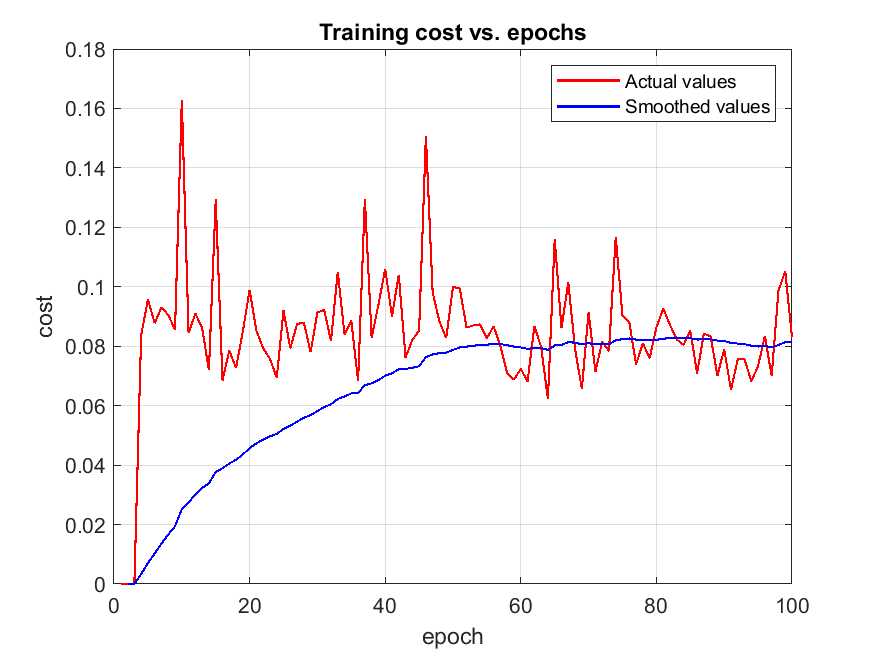 Training cost vs. epochs
0.18
0.16
0.14
0.12
0.1
0.08
0.06
0.04
0.02
0
cost
Actual values
Smoothed values
0 20 40 60 80 100
epoch